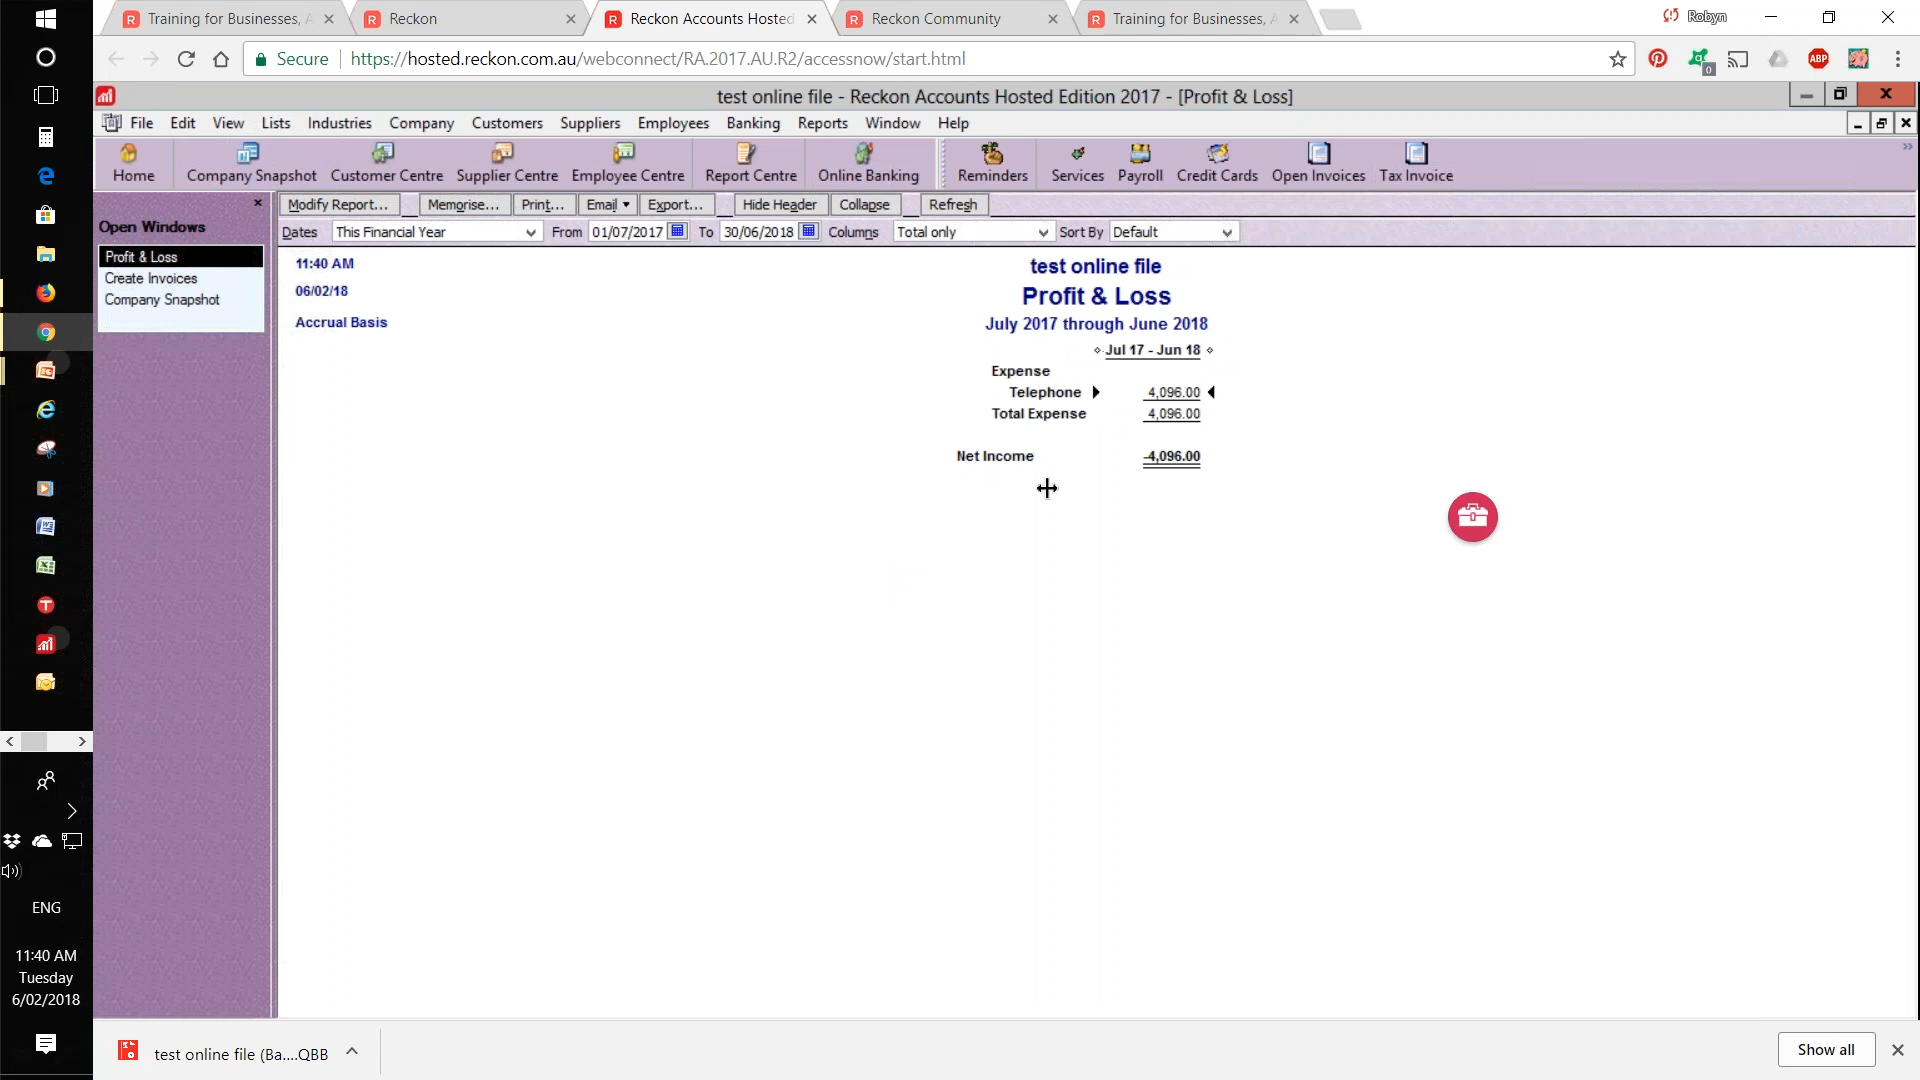 Training for Businesses, A
Reckon
Reckon Accounts Hosted
Reckon Community
Training for Businesses, A
Robyn
Secure
https://hosted.reckon.com.au/webconnect/RA.2017.AU.R2/accessnow/start.html
0
ABP
test online file - Reckon Accounts Hosted Edition 2017 - [Profit & Loss]
File Edit View Lists Industries Company Customers Suppliers Employees Banking Reports Window Help
Home Company Snapshot Customer Centre Supplier Centre Employee Centre Report Centre Online Banking Reminders Services Payroll Credit Cards Open Invoices Tax Invoice
Modify Report... Memorise... Print... Email Export... Hide Header Collapse Refresh
Dates This Financial Year From 01/07/2017 To 30/06/2018 Columns Total only Sort By Default
Open Windows
Profit & Loss
Create Invoices
Company Snapshot
11:40 AM
06/02/18
Accrual Basis
test online file
Profit & Loss
July 2017 through June 2018
Jul 17 - Jun 18
Expense
Telephone 4,096.00
Total Expense 4,096.00
Net Income -4,096.00
ENG
11:40 AM
Tuesday
6/02/2018
test online file (Ba....QBB
Show all